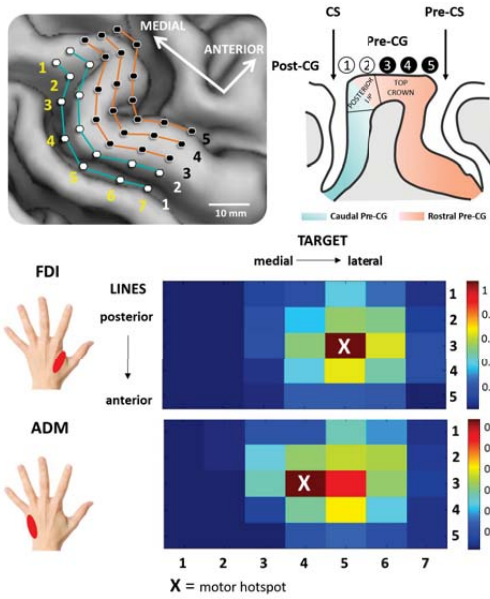 MEDIAL
ANTERIOR
1
2
3
4
5
6
7
5
4
3
2
1
10 mm
CS
Pre-CS
Pre-CG
Post-CG
1 2 3 4 5
POSTERIOR LIP
TOP CROWN
Caudal Pre-CG
Rostral Pre-CG
TARGET
medial → lateral
FDI
LINES
posterior
anterior
1
2
3
4
5
X
ADM
1
2
3
4
5
X
1 2 3 4 5 6 7
X = motor hotspot